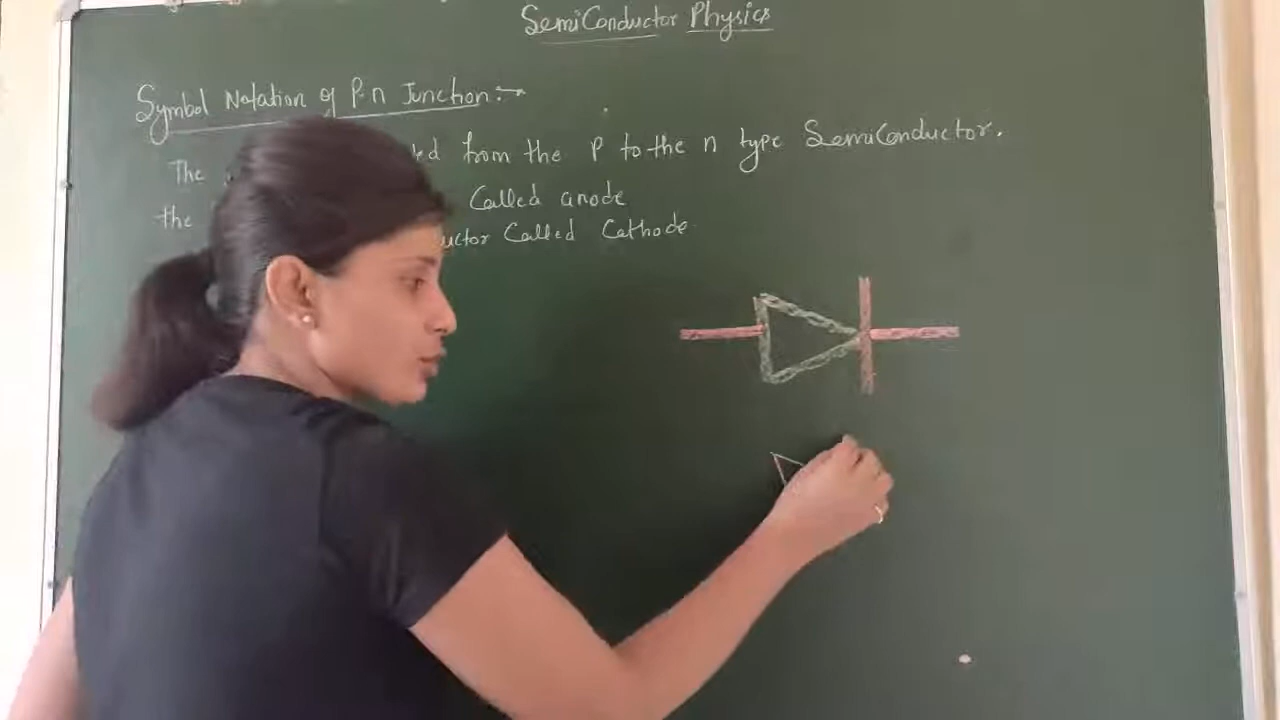 SemiConductor Physics
Symbol Notation of P-n Junction:→
The ed from the P to the n type SemiConductor.
the Called anode
uctor Called Cathode